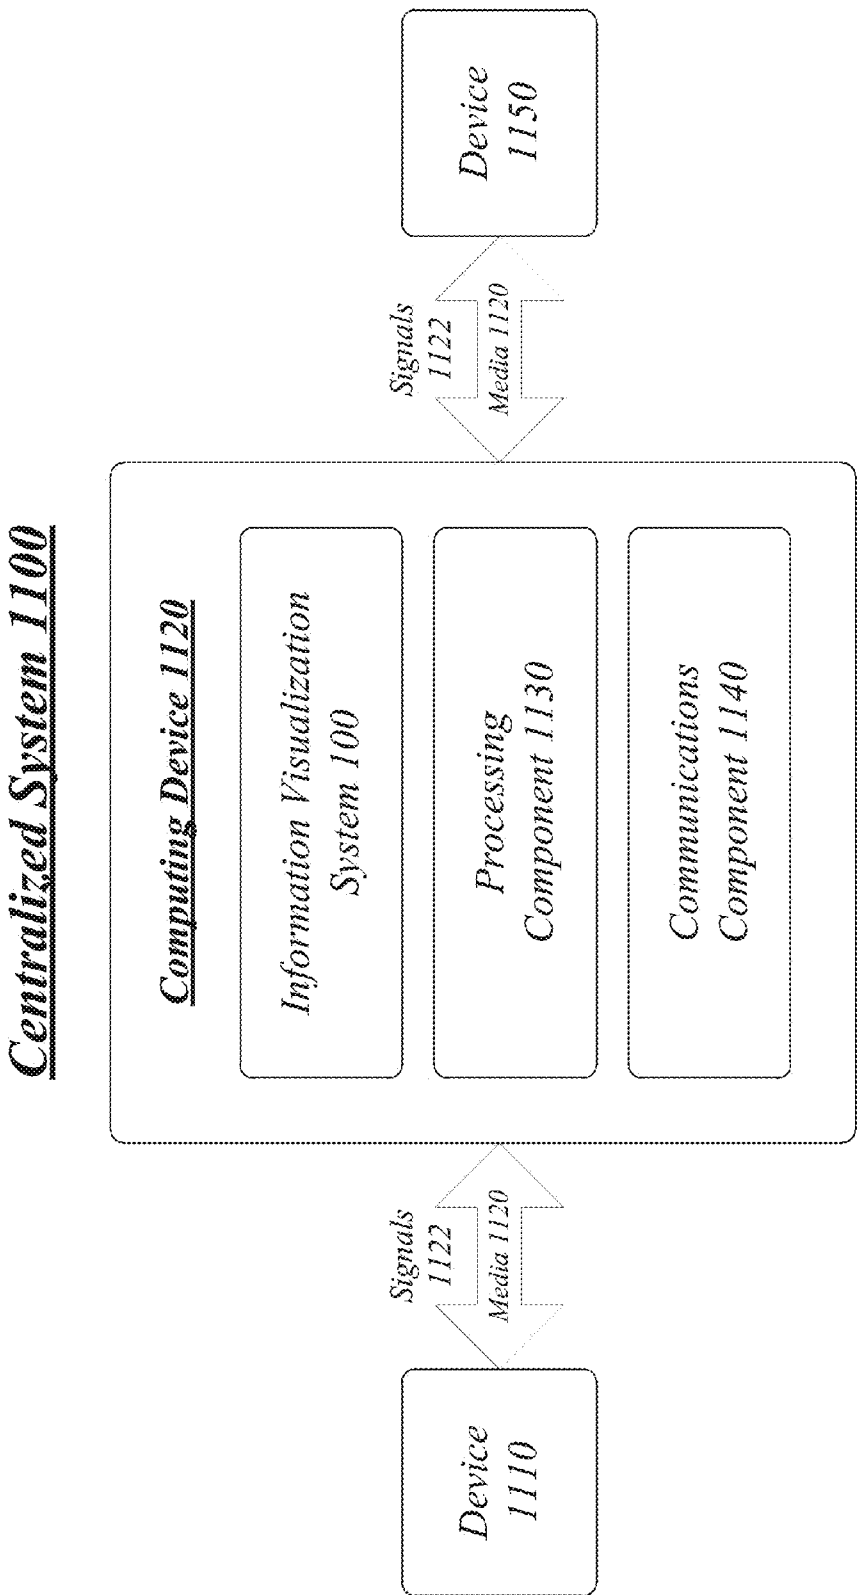 Centralized System 1100
Device
1110
Signals
1122
Media 1120
Computing Device 1120
Information Visualization
System 100
Processing
Component 1130
Communications
Component 1140
Signals
1122
Media 1120
Device
1150